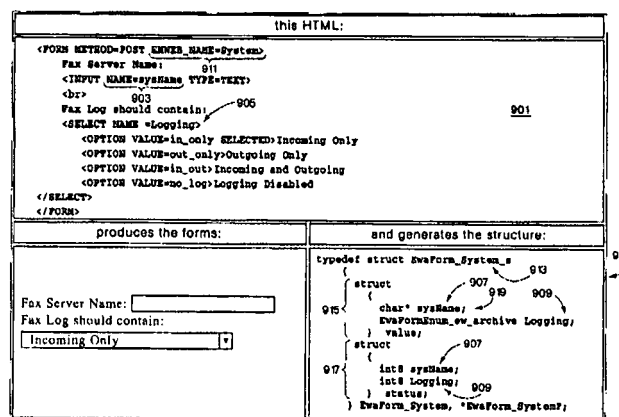 this HTML:
<FORM METHOD=POST EMWEB_NAME=System>
Fax Server Name:
911
<INPUT NAME=sysName TYPE=TEXT>
<br>
903
905
Fax Log should contain:
901
<SELECT NAME =Logging>
<OPTION VALUE=in_only SELECTED>Incoming Only
<OPTION VALUE=out_only>Outgoing Only
<OPTION VALUE=in_out>Incoming and Outgoing
<OPTION VALUE=no_log>Logging Disabled
</SELECT>
</FORM>
produces the forms:
Fax Server Name:
Fax Log should contain:
Incoming Only
and generates the structure:
typedef struct EwaForm_System_s
{
913
struct
907
919
909
{
915
char* sysName;
EwaFormEnum_ew_archive Logging;
} value;
struct
907
{
917
int8 sysName;
int8 Logging;
909
} status;
} EwaForm_System, *EwaForm_SystemP;
9